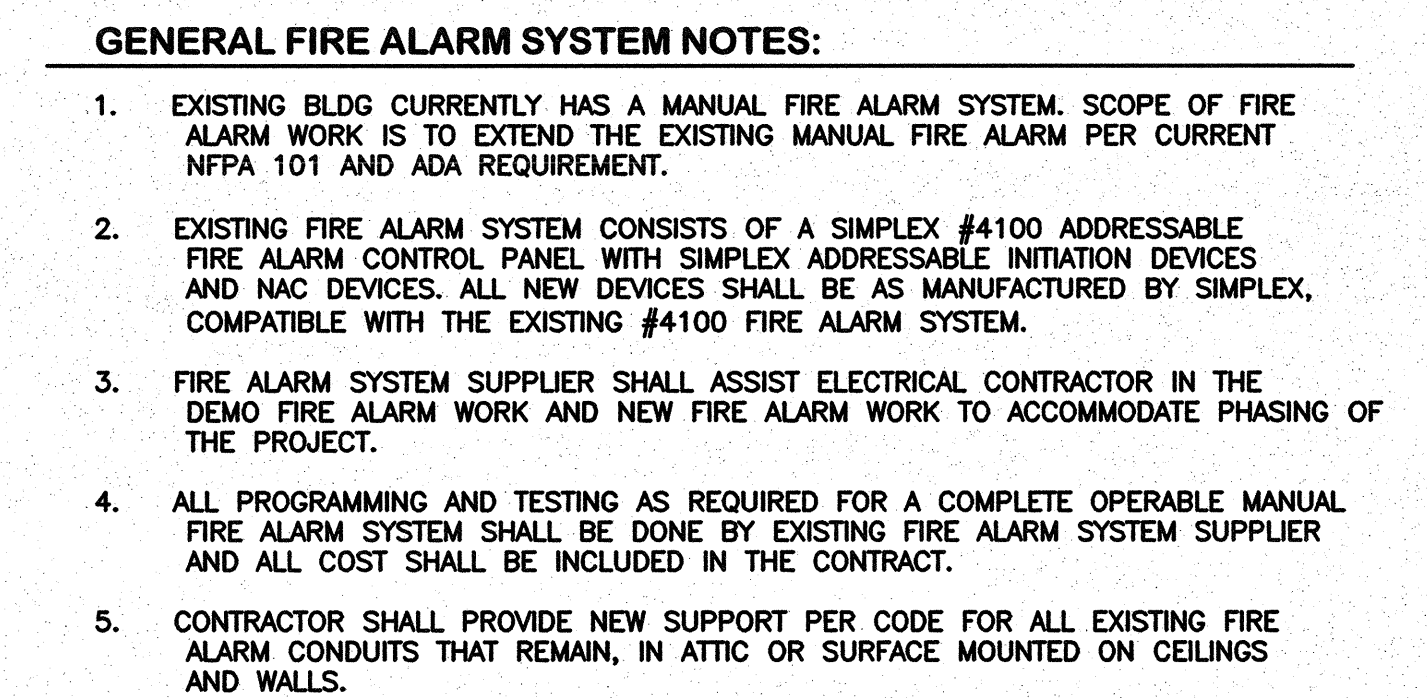 GENERAL FIRE ALARM SYSTEM NOTES:
1. EXISTING BLDG CURRENTLY HAS A MANUAL FIRE ALARM SYSTEM. SCOPE OF FIRE
ALARM WORK IS TO EXTEND THE EXISTING MANUAL FIRE ALARM PER CURRENT
NFPA 101 AND ADA REQUIREMENT.
2. EXISTING FIRE ALARM SYSTEM CONSISTS OF A SIMPLEX #4100 ADDRESSABLE
FIRE ALARM CONTROL PANEL WITH SIMPLEX ADDRESSABLE INITIATION DEVICES
AND NAC DEVICES. ALL NEW DEVICES SHALL BE AS MANUFACTURED BY SIMPLEX,
COMPATIBLE WITH THE EXISTING #4100 FIRE ALARM SYSTEM.
3. FIRE ALARM SYSTEM SUPPLIER SHALL ASSIST ELECTRICAL CONTRACTOR IN THE
DEMO FIRE ALARM WORK AND NEW FIRE ALARM WORK TO ACCOMMODATE PHASING OF
THE PROJECT.
4. ALL PROGRAMMING AND TESTING AS REQUIRED FOR A COMPLETE OPERABLE MANUAL
FIRE ALARM SYSTEM SHALL BE DONE BY EXISTING FIRE ALARM SYSTEM SUPPLIER
AND ALL COST SHALL BE INCLUDED IN THE CONTRACT.
5. CONTRACTOR SHALL PROVIDE NEW SUPPORT PER CODE FOR ALL EXISTING FIRE
ALARM CONDUITS THAT REMAIN, IN ATTIC OR SURFACE MOUNTED ON CEILINGS
AND WALLS.